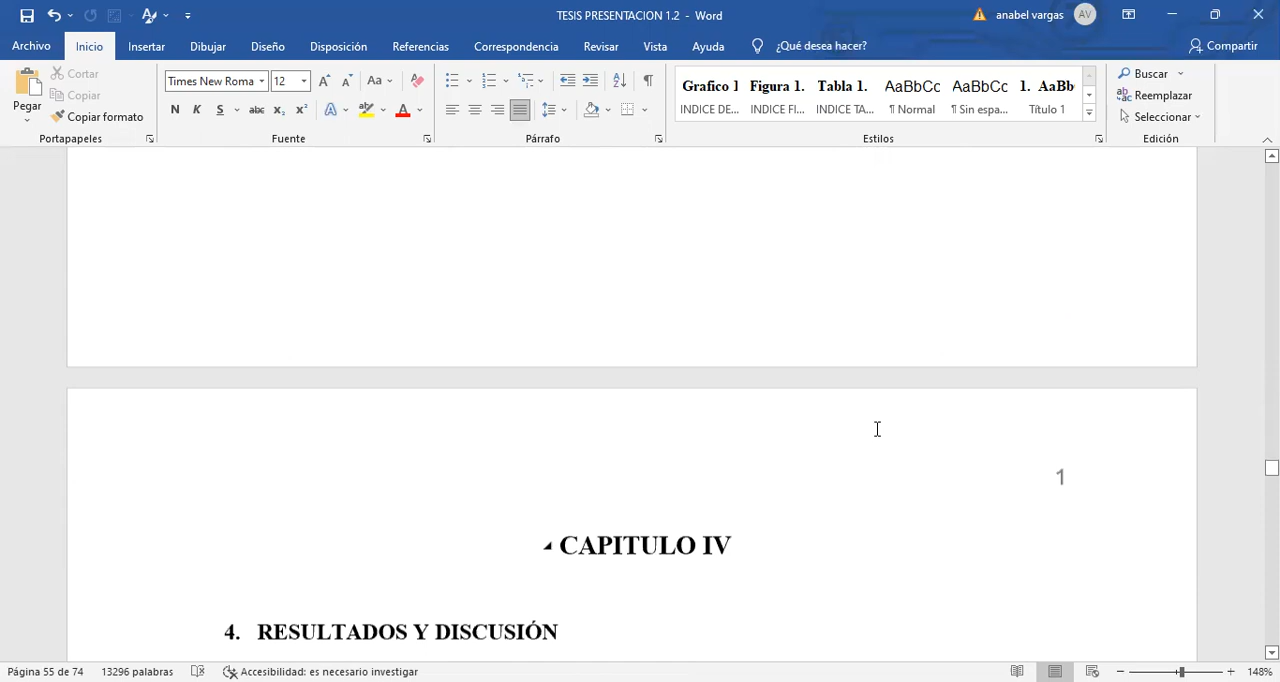 TESIS PRESENTACION 1.2 - Word
anabel vargas AV
Archivo Inicio Insertar Dibujar Diseño Disposición Referencias Correspondencia Revisar Vista Ayuda ¿Qué desea hacer? Compartir
Pegar
Cortar
Copiar
Copiar formato
Portapapeles
Times New Roma 12
Aa
N K S abc x₂ x² A A
Fuente
Párrafo
Grafico 1 Figura 1. Tabla 1. AaBbCc AaBbCc 1. AaBb
INDICE DE... INDICE FI... INDICE TA... ¶ Normal ¶ Sin espa... Título 1
Estilos
Buscar
Reemplazar
Seleccionar
Edición
1
CAPITULO IV
4. RESULTADOS Y DISCUSIÓN
Página 55 de 74 13296 palabras Accesibilidad: es necesario investigar 148%